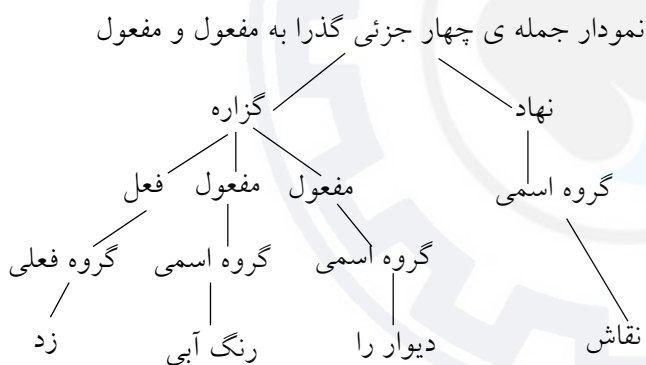 نمودار جمله ی چهار جزئی گذرا به مفعول و مفعول
نهاد گزاره
گروه اسمی مفعول مفعول فعل
گروه اسمی گروه اسمی گروه فعلی
نقاش دیوار را رنگ آبی زد